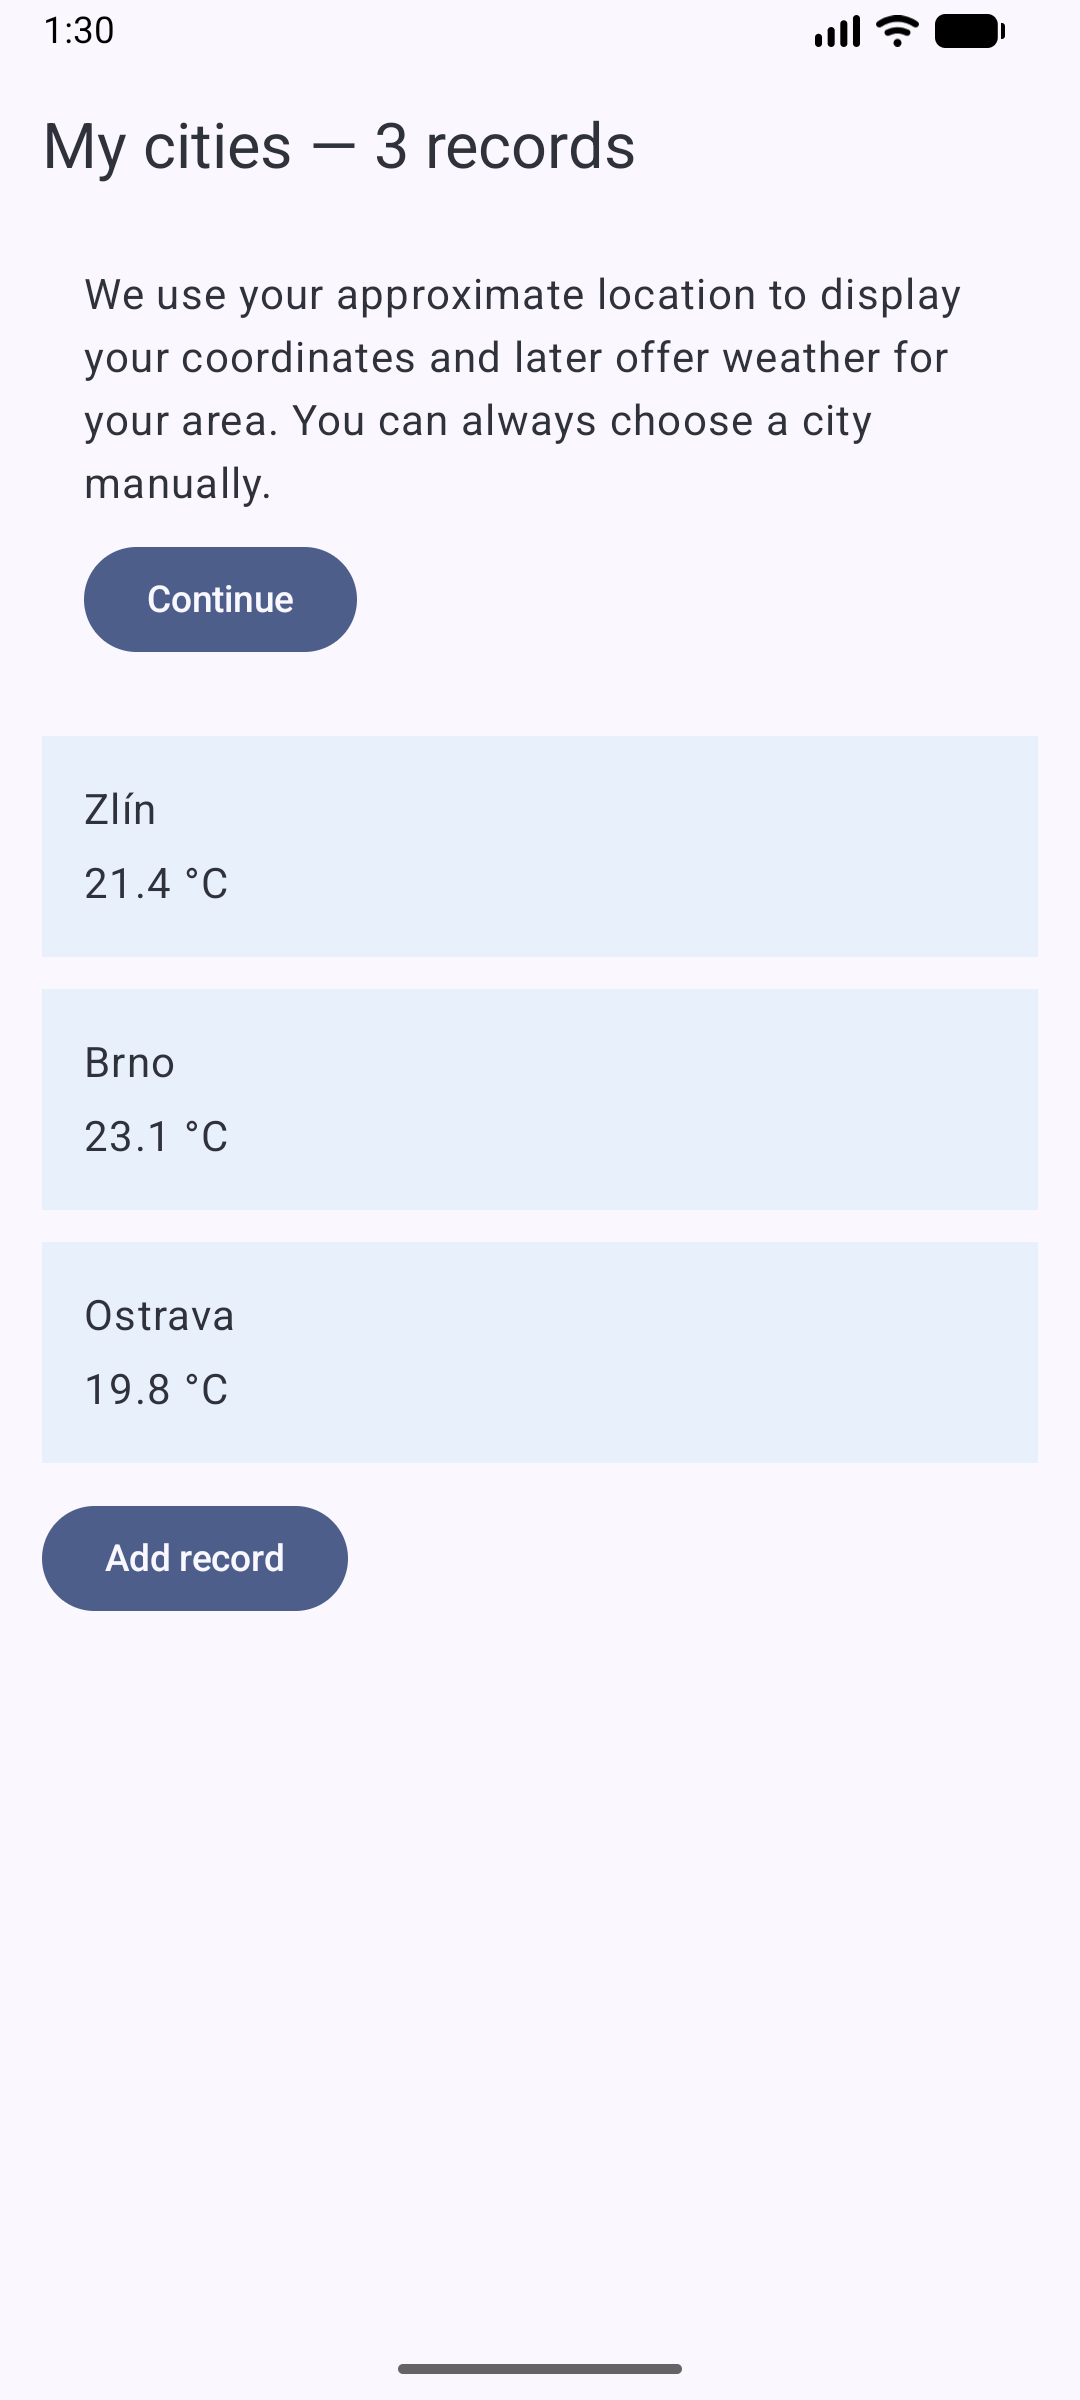 1:30
My cities — 3 records
We use your approximate location to display
your coordinates and later offer weather for
your area. You can always choose a city
manually.
Continue
Zlín
21.4 °C
Brno
23.1 °C
Ostrava
19.8 °C
Add record